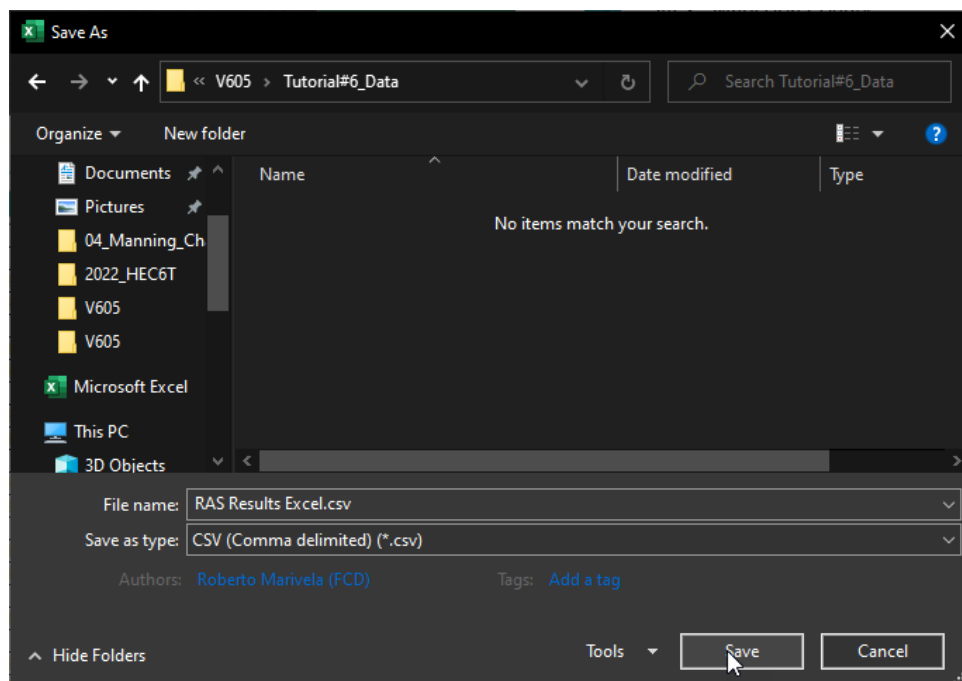 Save As
« V605 > Tutorial#6_Data
Search Tutorial#6_Data
Organize
New folder
Name
Date modified
Type
No items match your search.
Documents
Pictures
04_Manning_Ch
2022_HEC6T
V605
V605
Microsoft Excel
This PC
3D Objects
File name: RAS Results Excel.csv
Save as type: CSV (Comma delimited) (*.csv)
Authors: Roberto Marivela (FCD)
Tags: Add a tag
Hide Folders
Tools
Save
Cancel